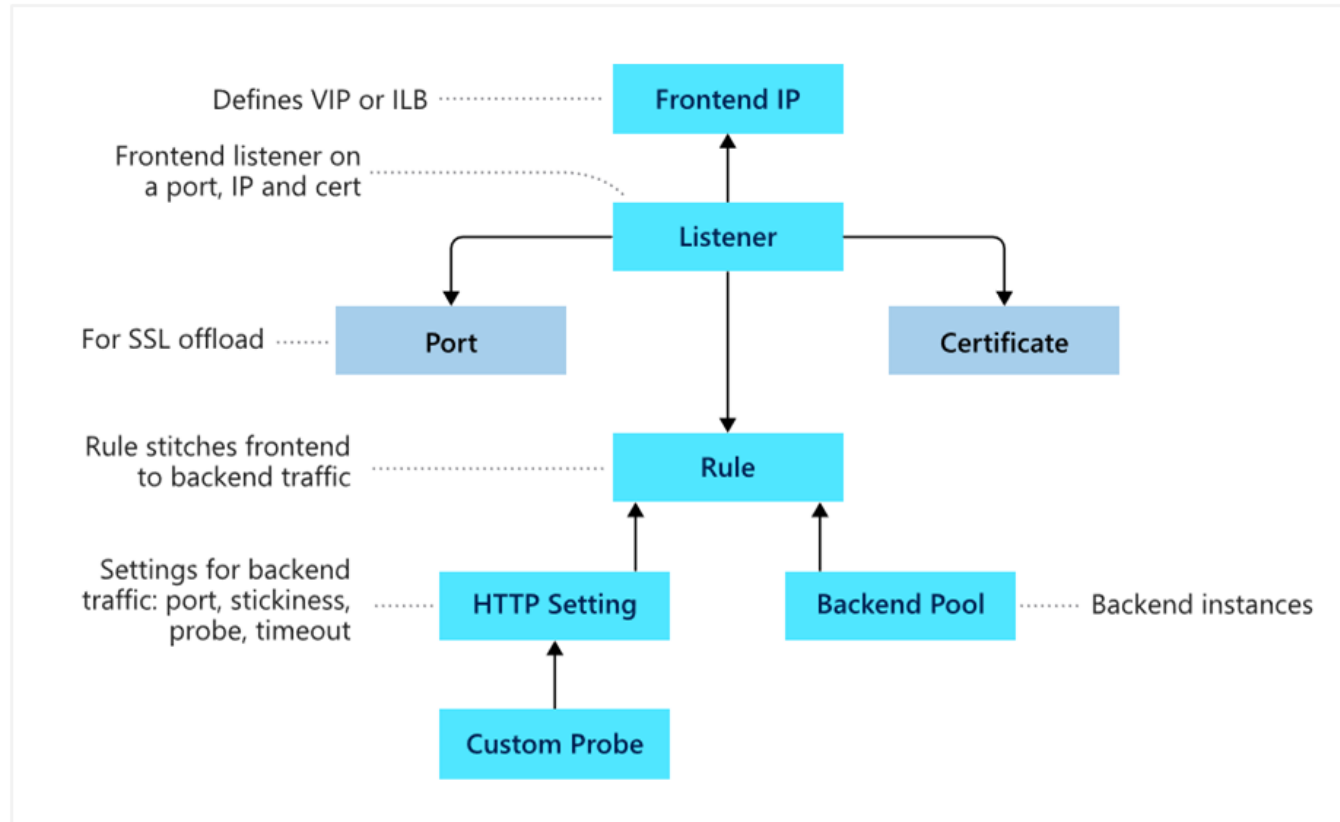 Defines VIP or ILB
Frontend IP
Frontend listener on
a port, IP and cert
Listener
For SSL offload
Port
Certificate
Rule stitches frontend
to backend traffic
Rule
Settings for backend
traffic: port, stickiness,
probe, timeout
HTTP Setting
Backend Pool
Backend instances
Custom Probe